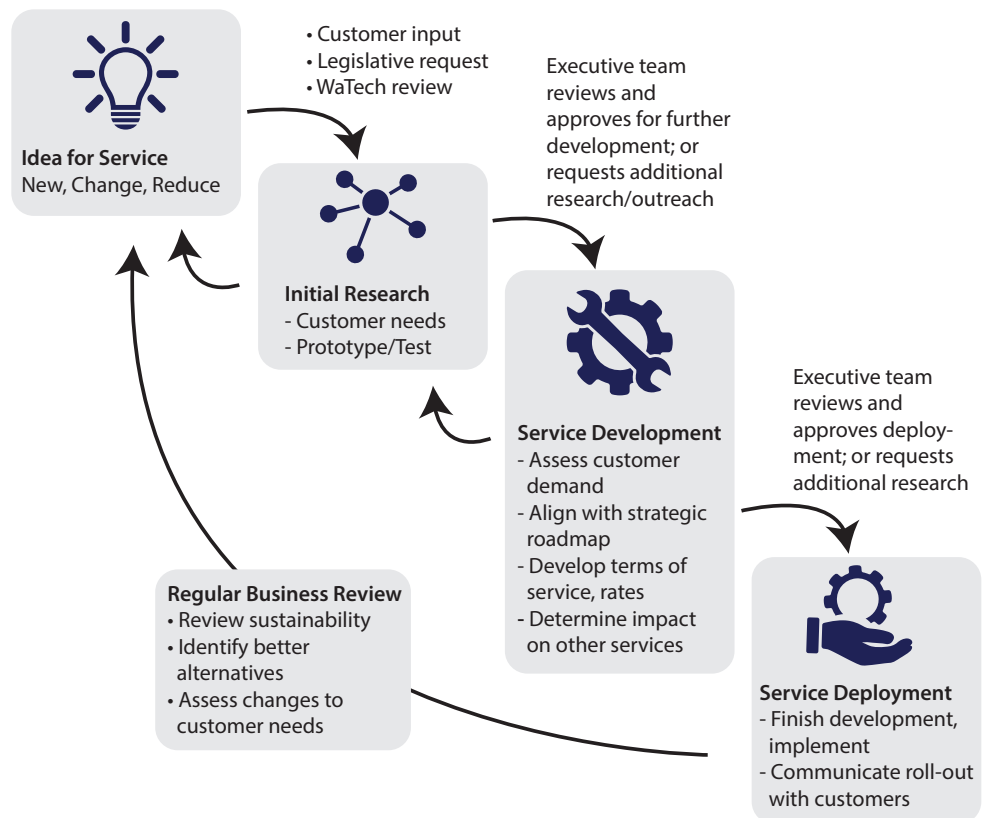 • Customer input
• Legislative request
• WaTech review
Idea for Service
New, Change, Reduce
Executive team
reviews and
approves for further
development; or
requests additional
research/outreach
Initial Research
- Customer needs
- Prototype/Test
Service Development
- Assess customer
demand
- Align with strategic
roadmap
- Develop terms of
service, rates
- Determine impact
on other services
Executive team
reviews and
approves deploy-
ment; or requests
additional research
Service Deployment
- Finish development,
implement
- Communicate roll-out
with customers
Regular Business Review
• Review sustainability
• Identify better
alternatives
• Assess changes to
customer needs